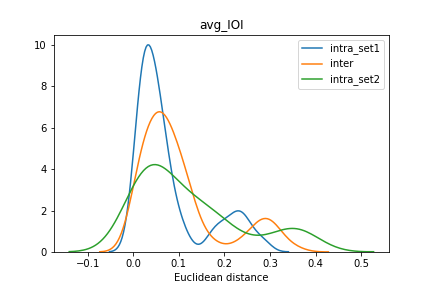 avg_IOI
intra_set1
inter
intra_set2
10
8
6
4
2
0
−0.1 0.0 0.1 0.2 0.3 0.4 0.5
Euclidean distance